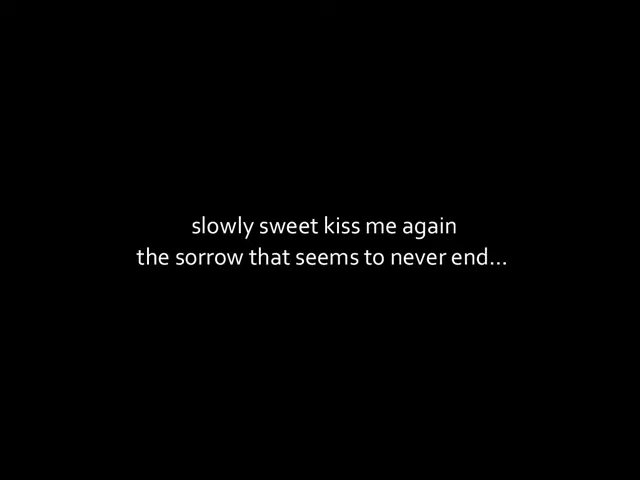 slowly sweet kiss me again
the sorrow that seems to never end...